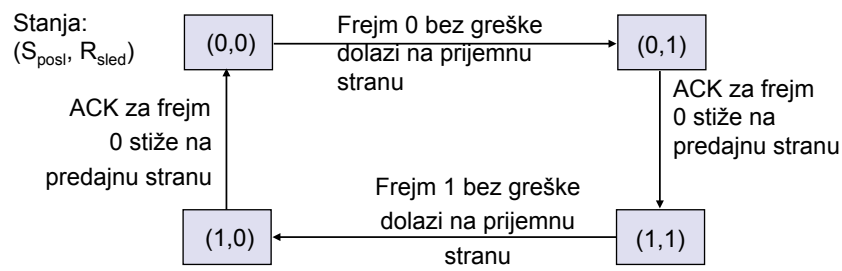 Stanja:
(S_posl, R_sled)
(0,0)
Frejm 0 bez greške
dolazi na prijemnu
stranu
(0,1)
ACK za frejm
0 stiže na
predajnu stranu
ACK za frejm
0 stiže na
predajnu stranu
Frejm 1 bez greške
dolazi na prijemnu
stranu
(1,0)
(1,1)